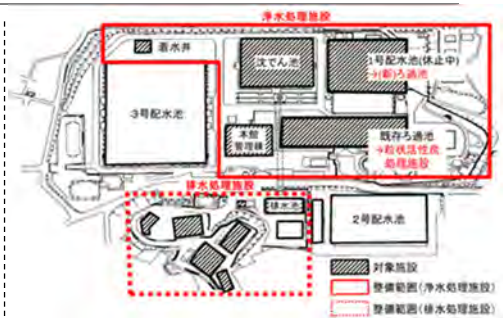 浄水処理施設
着水井
沈でん池
1号配水池(休止中)
→(新)ろ過池
3号配水池
本館
管理棟
既存ろ過池
→粒状活性炭
処理施設
排水処理施設
排水池
2号配水池
対象施設
整備範囲(浄水処理施設)
整備範囲(排水処理施設)